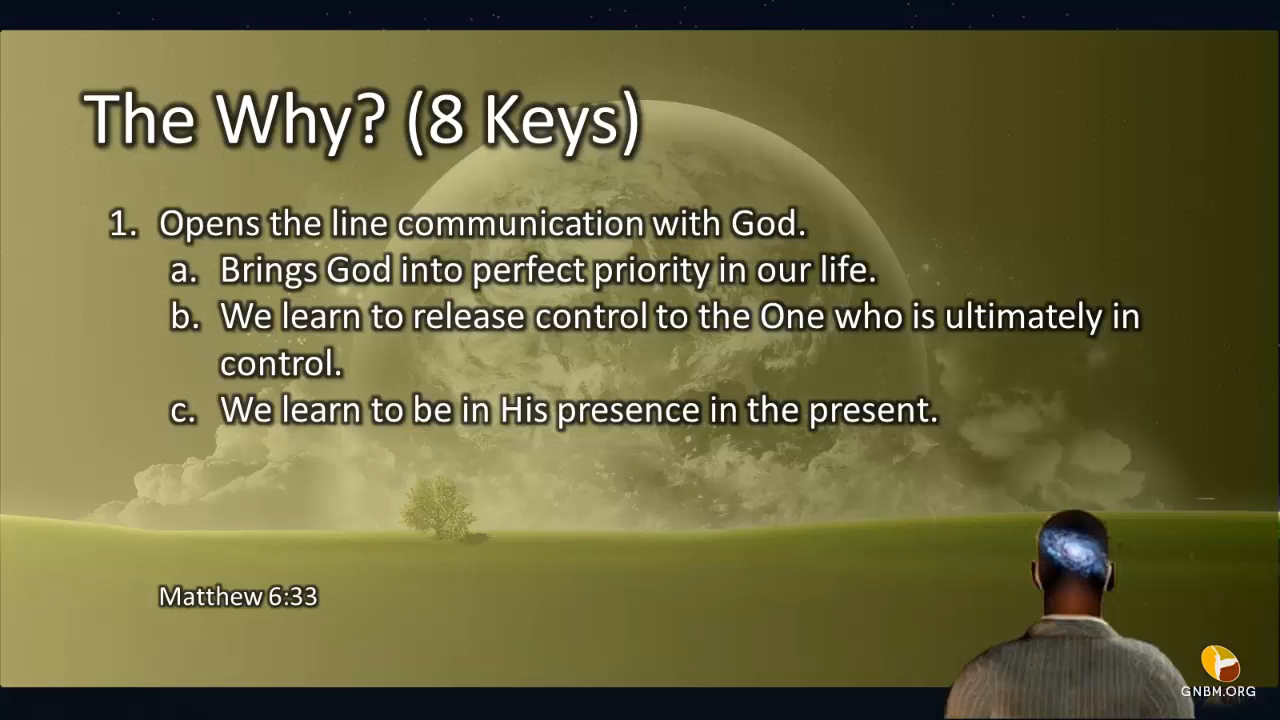 The Why? (8 Keys)
1. Opens the line communication with God.
a. Brings God into perfect priority in our life.
b. We learn to release control to the One who is ultimately in
control.
c. We learn to be in His presence in the present.
Matthew 6:33
GNBM.ORG